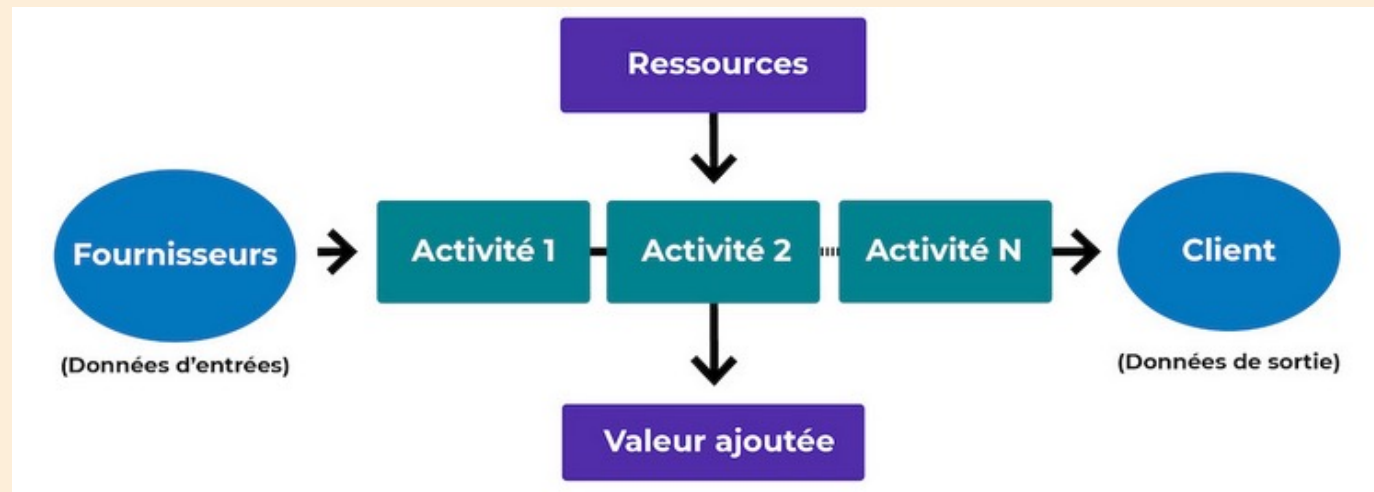 Ressources
Fournisseurs
Activité 1
Activité 2
Activité N
Client
(Données d'entrées)
(Données de sortie)
Valeur ajoutée